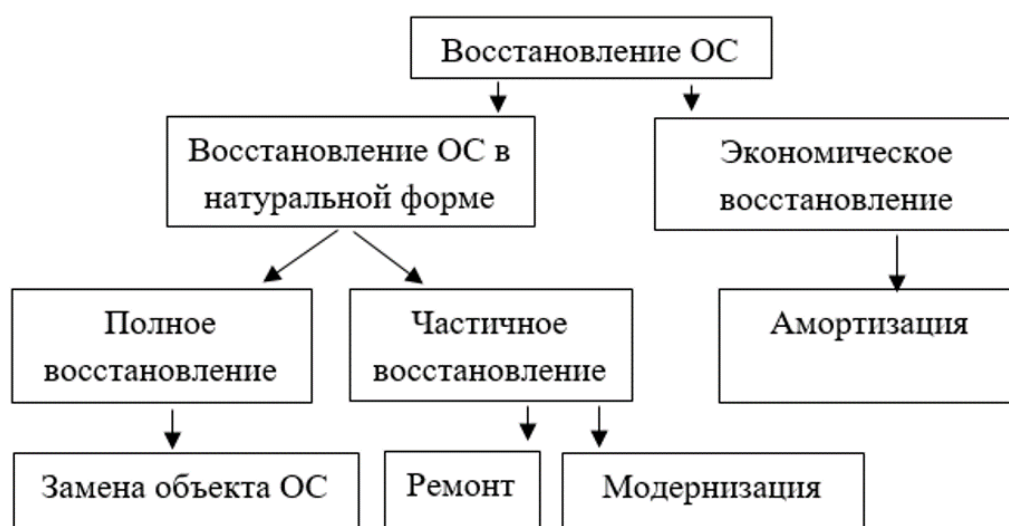 Восстановление ОС
Восстановление ОС в
натуральной форме
Экономическое
восстановление
Полное
восстановление
Частичное
восстановление
Амортизация
Замена объекта ОС
Ремонт
Модернизация